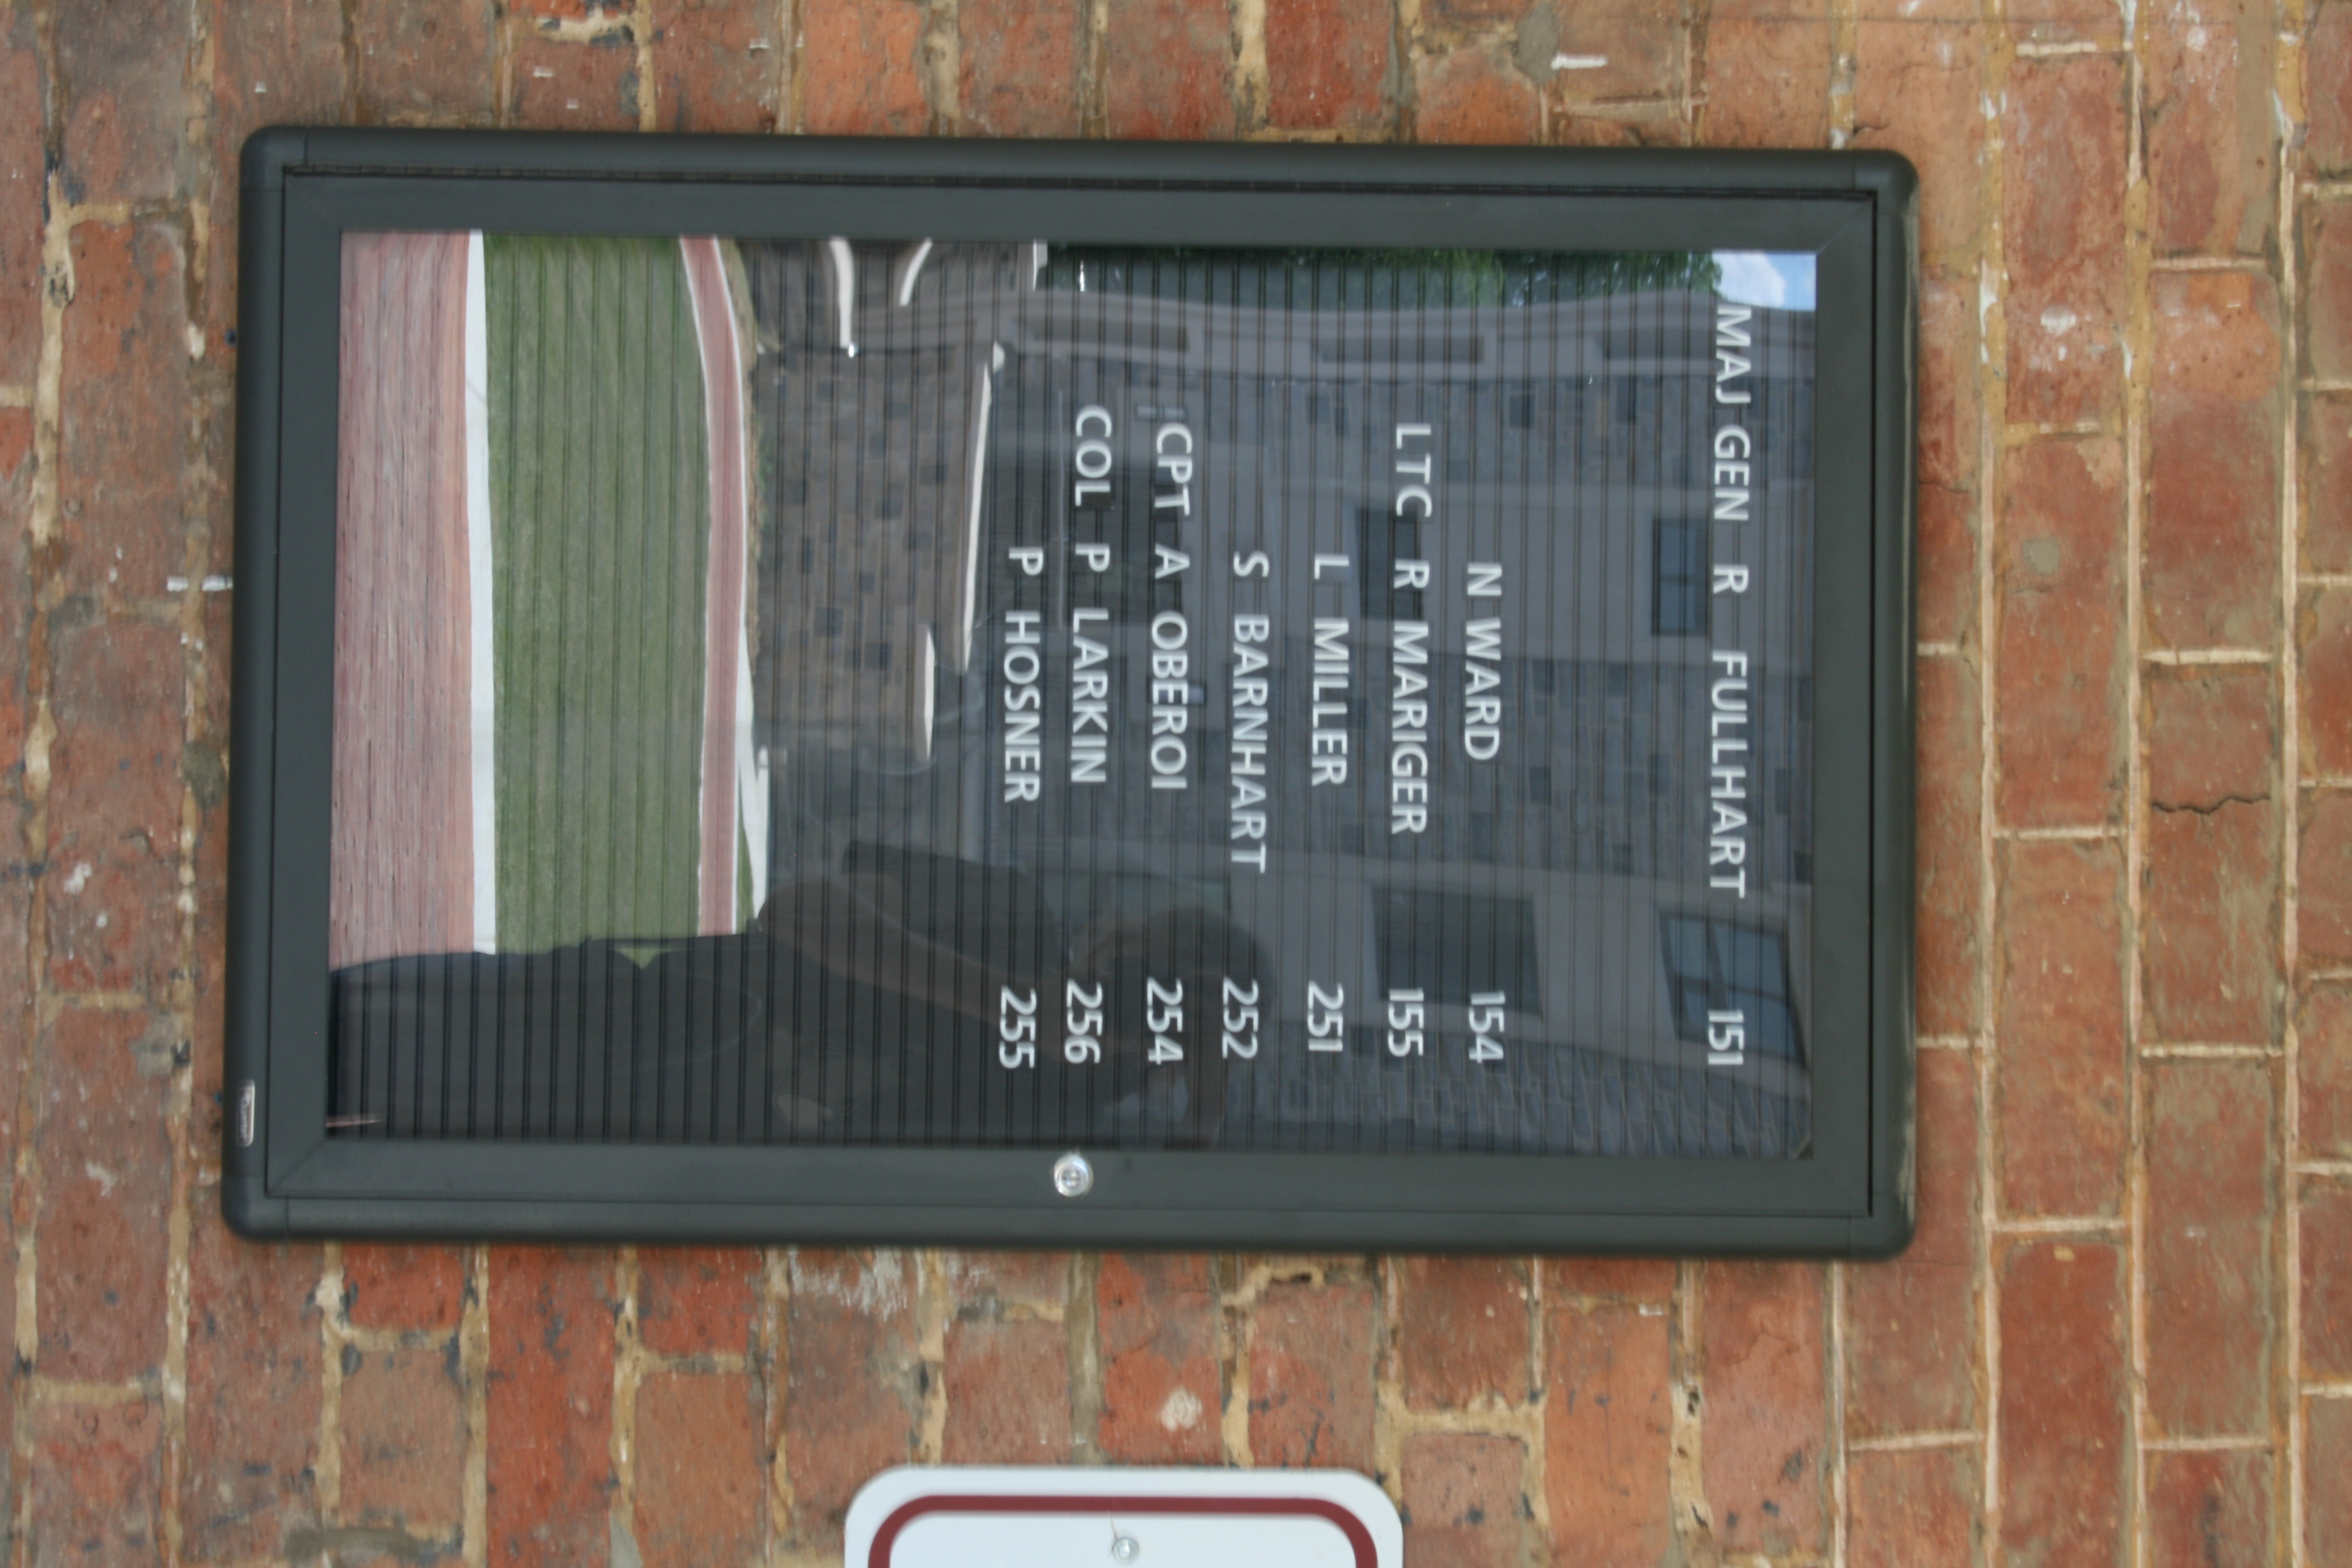 MAJ GEN R FULLHART 151
N WARD 154
LTC R MARIGER 155
L MILLER 251
S BARNHART 252
CPT A OBEROI 254
COL P LARKIN 256
P HOSNER 255